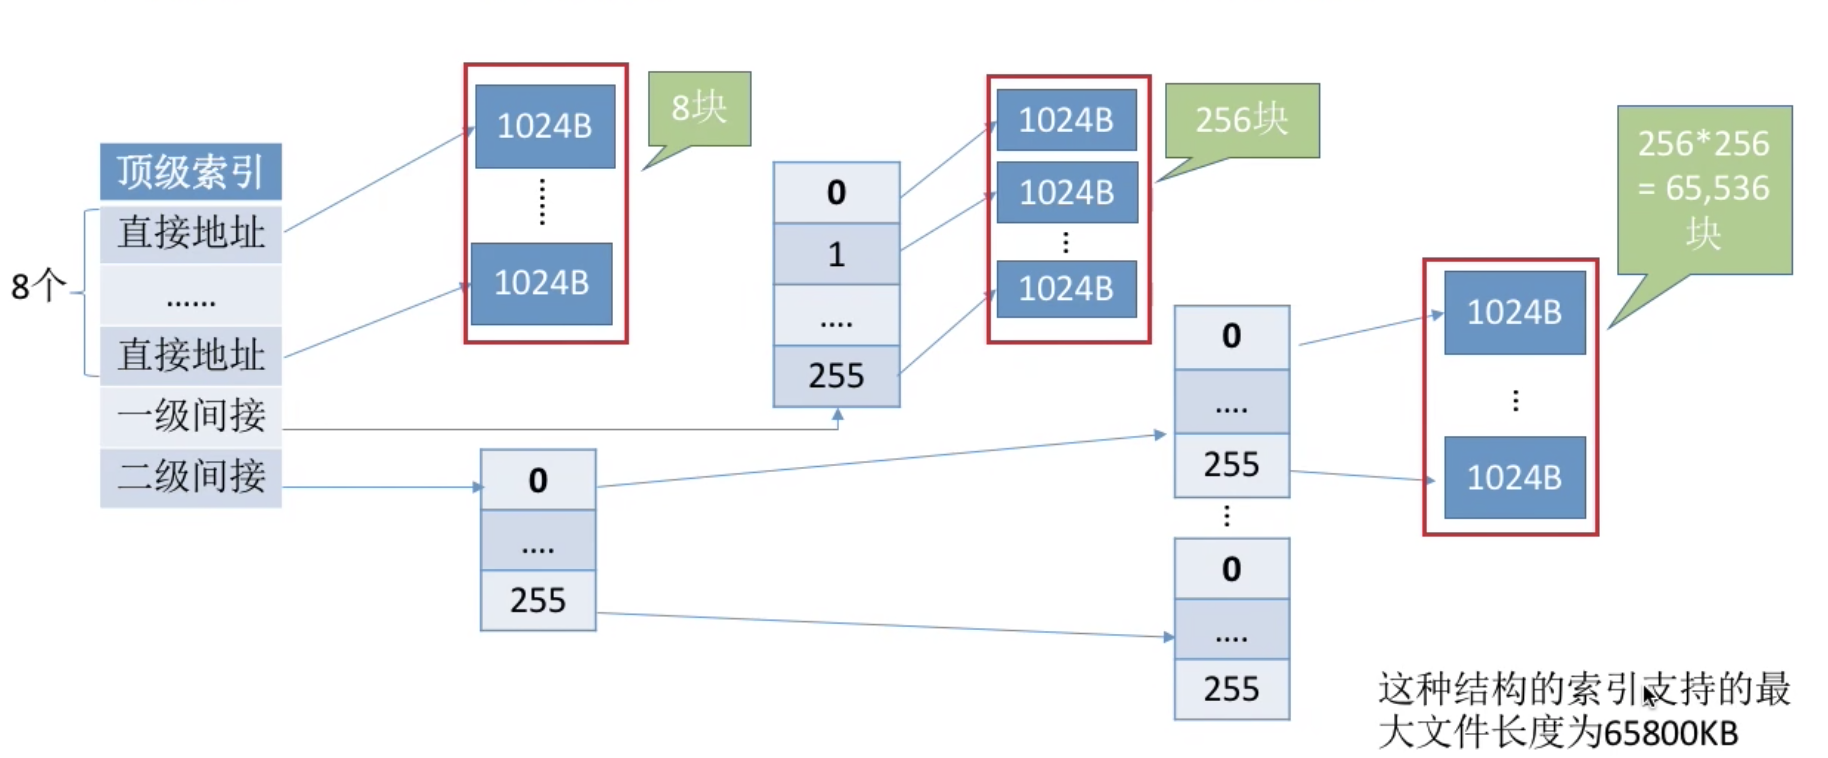 顶级索引
直接地址
......
直接地址
一级间接
二级间接
8个
1024B
1024B
8块
0
1
....
255
1024B
1024B
1024B
256块
0
....
255
0
....
255
0
....
255
1024B
1024B
256*256
= 65,536
块
这种结构的索引支持的最
大文件长度为65800KB